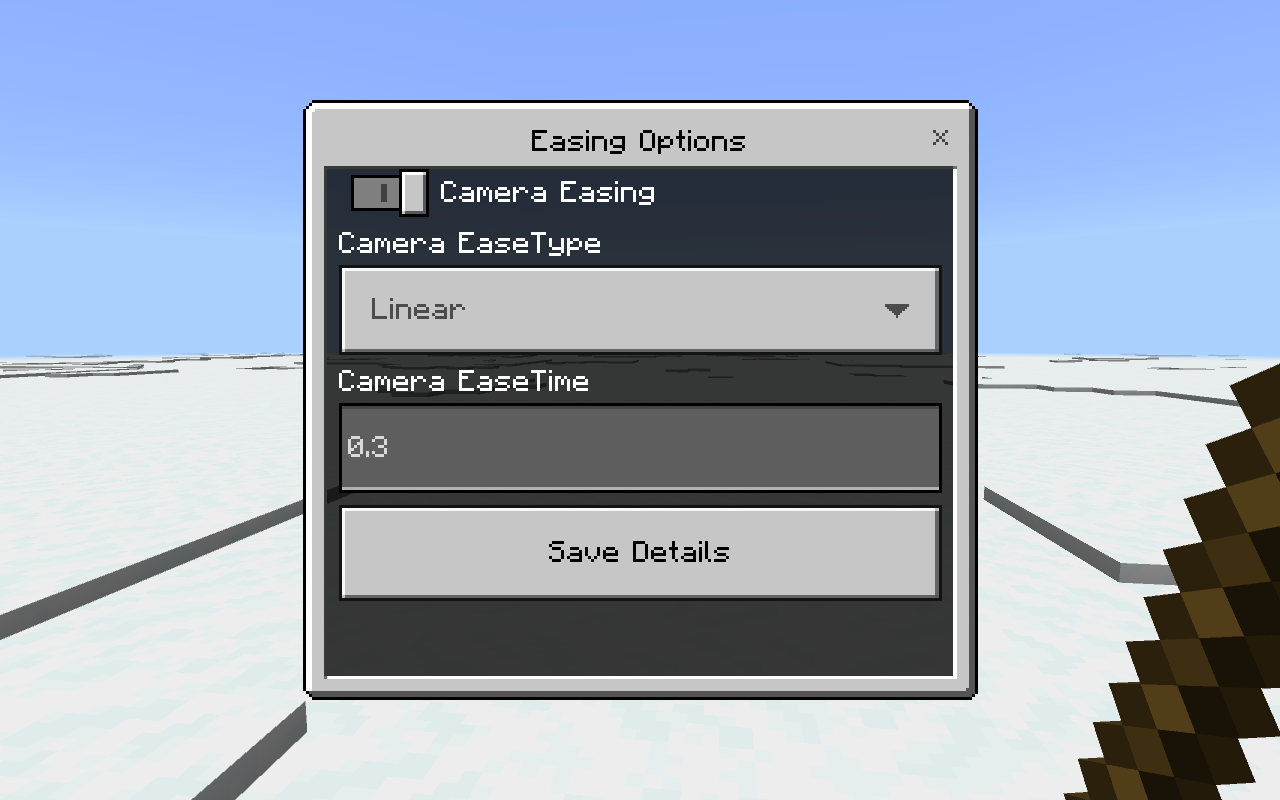 Easing Options
Camera Easing
Camera EaseType
Linear
Camera EaseTime
0.3
Save Details